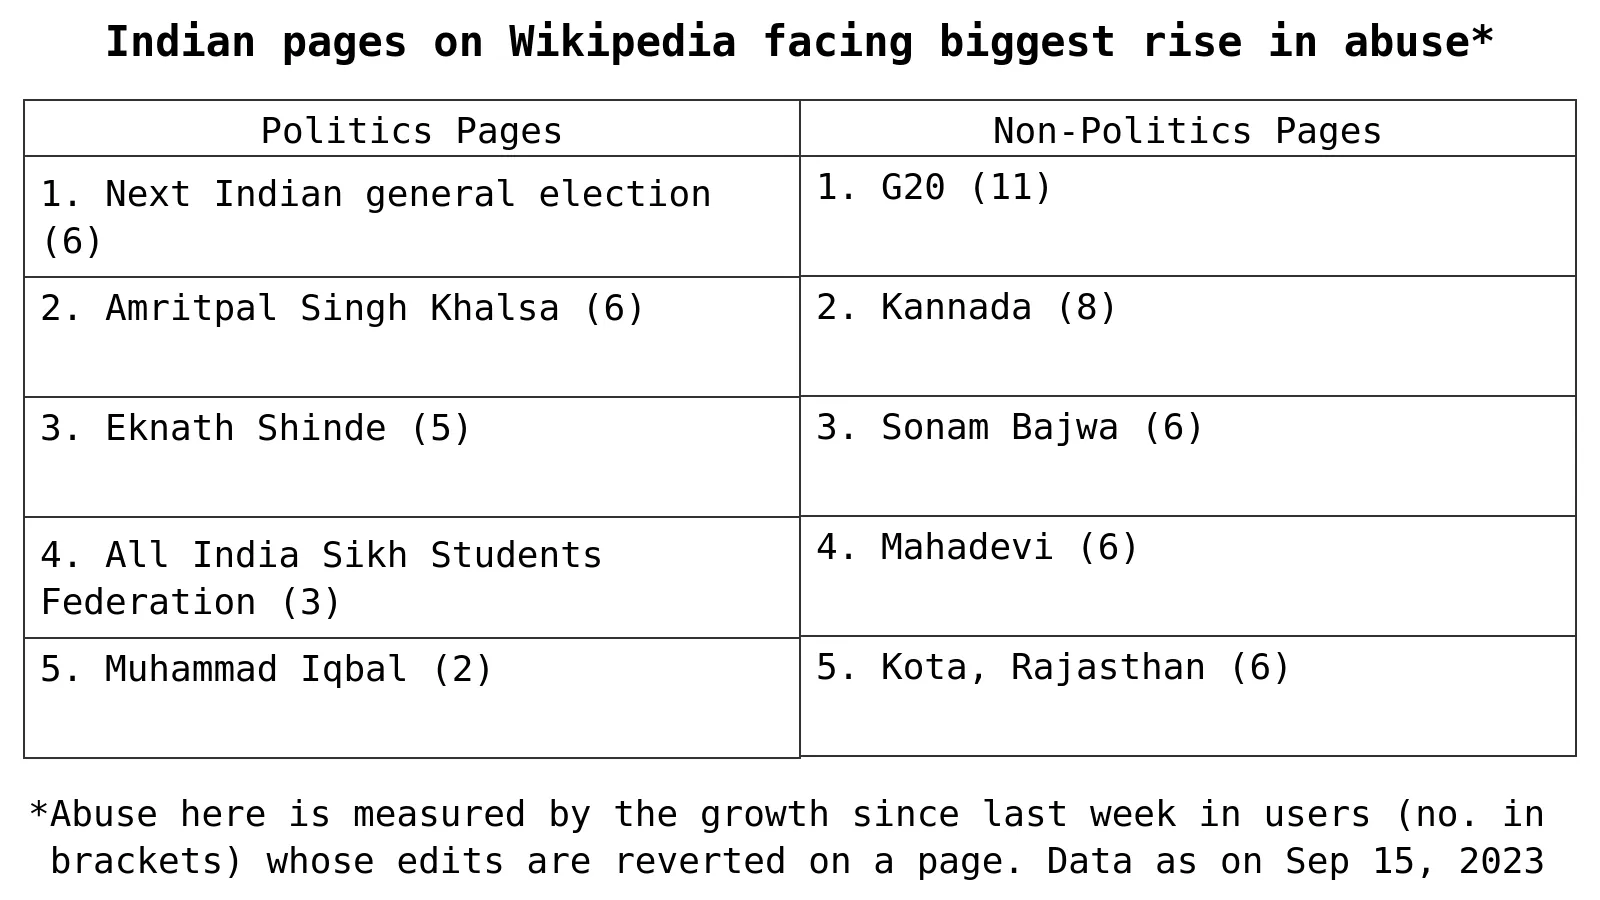 Indian pages on Wikipedia facing biggest rise in abuse*
Politics Pages
Non-Politics Pages
1. Next Indian general election
(6)
1. G20 (11)
2. Amritpal Singh Khalsa (6)
2. Kannada (8)
3. Eknath Shinde (5)
3. Sonam Bajwa (6)
4. All India Sikh Students
Federation (3)
4. Mahadevi (6)
5. Muhammad Iqbal (2)
5. Kota, Rajasthan (6)
*Abuse here is measured by the growth since last week in users (no. in
brackets) whose edits are reverted on a page. Data as on Sep 15, 2023